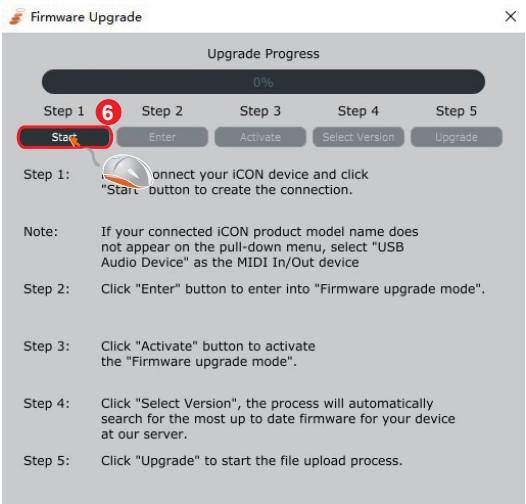 Firmware Upgrade
Upgrade Progress
0%
Step 1 6 Step 2 Step 3 Step 4 Step 5
Start Enter Activate Select Version Upgrade
Step 1: connect your iCON device and click
"Start" button to create the connection.
Note: If your connected iCON product model name does
not appear on the pull-down menu, select "USB
Audio Device" as the MIDI In/Out device
Step 2: Click "Enter" button to enter into "Firmware upgrade mode".
Step 3: Click "Activate" button to activate
the "Firmware upgrade mode".
Step 4: Click "Select Version", the process will automatically
search for the most up to date firmware for your device
at our server.
Step 5: Click "Upgrade" to start the file upload process.